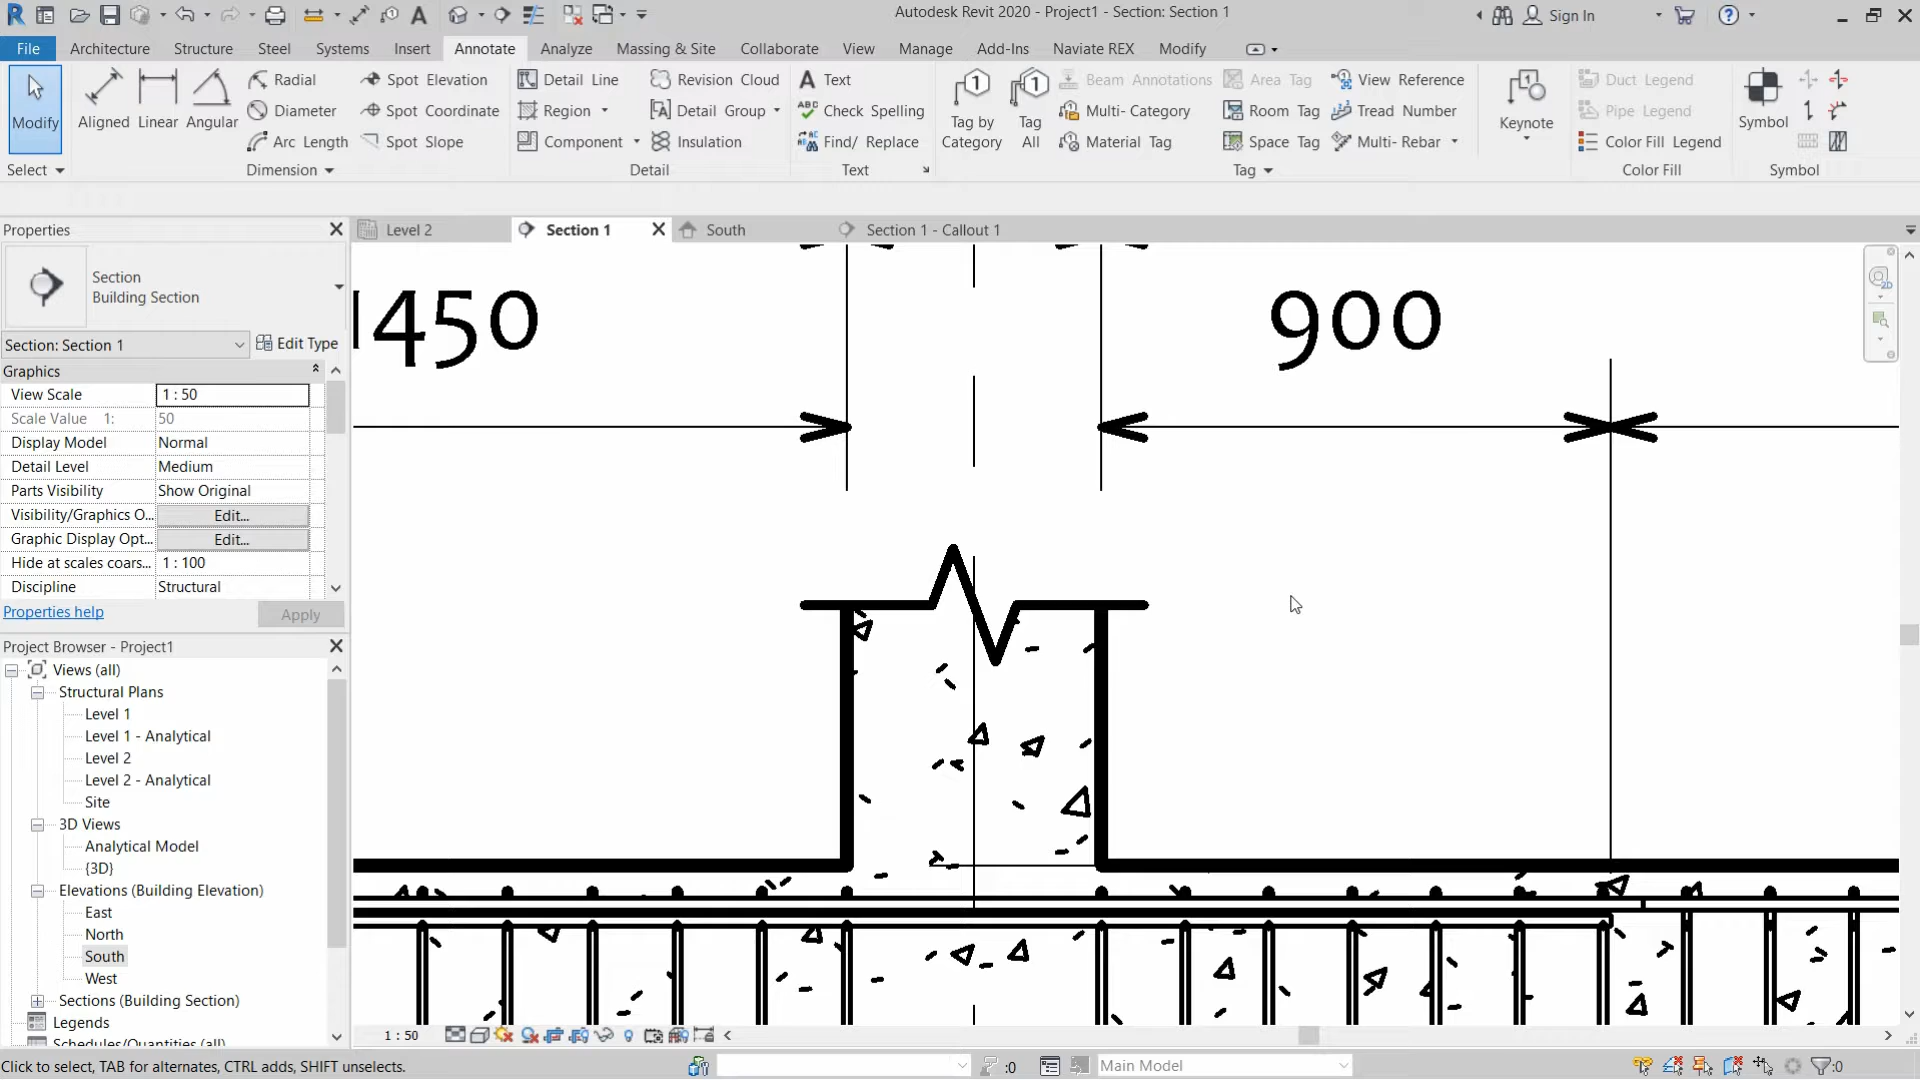 Autodesk Revit 2020 - Project1 - Section: Section 1
Sign In
File Architecture Structure Steel Systems Insert Annotate Analyze Massing & Site Collaborate View Manage Add-Ins Naviate REX Modify
Modify
Select
Aligned
Linear
Angular
Radial
Diameter
Arc Length
Spot Elevation
Spot Coordinate
Spot Slope
Dimension
Detail Line
Region
Component
Revision Cloud
Detail Group
Insulation
Detail
Text
Check Spelling
Find/ Replace
Text
Tag by
Category
Tag
All
Beam Annotations
Multi- Category
Material Tag
Area Tag
Room Tag
Space Tag
View Reference
Tread Number
Multi- Rebar
Tag
Keynote
Duct Legend
Pipe Legend
Color Fill Legend
Color Fill
Symbol
Symbol
Properties
Level 2
Section 1
South
Section 1 - Callout 1
Section
Building Section
Section: Section 1
Edit Type
Graphics
View Scale 1 : 50
Scale Value 1: 50
Display Model Normal
Detail Level Medium
Parts Visibility Show Original
Visibility/Graphics O... Edit...
Graphic Display Opt... Edit...
Hide at scales coars... 1 : 100
Discipline Structural
Properties help
Apply
Project Browser - Project1
Views (all)
Structural Plans
Level 1
Level 1 - Analytical
Level 2
Level 2 - Analytical
Site
3D Views
Analytical Model
{3D}
Elevations (Building Elevation)
East
North
South
West
Sections (Building Section)
Legends
Schedules/Quantities (all)
1450
900
1 : 50
Click to select, TAB for alternates, CTRL adds, SHIFT unselects.
:0
Main Model
:0